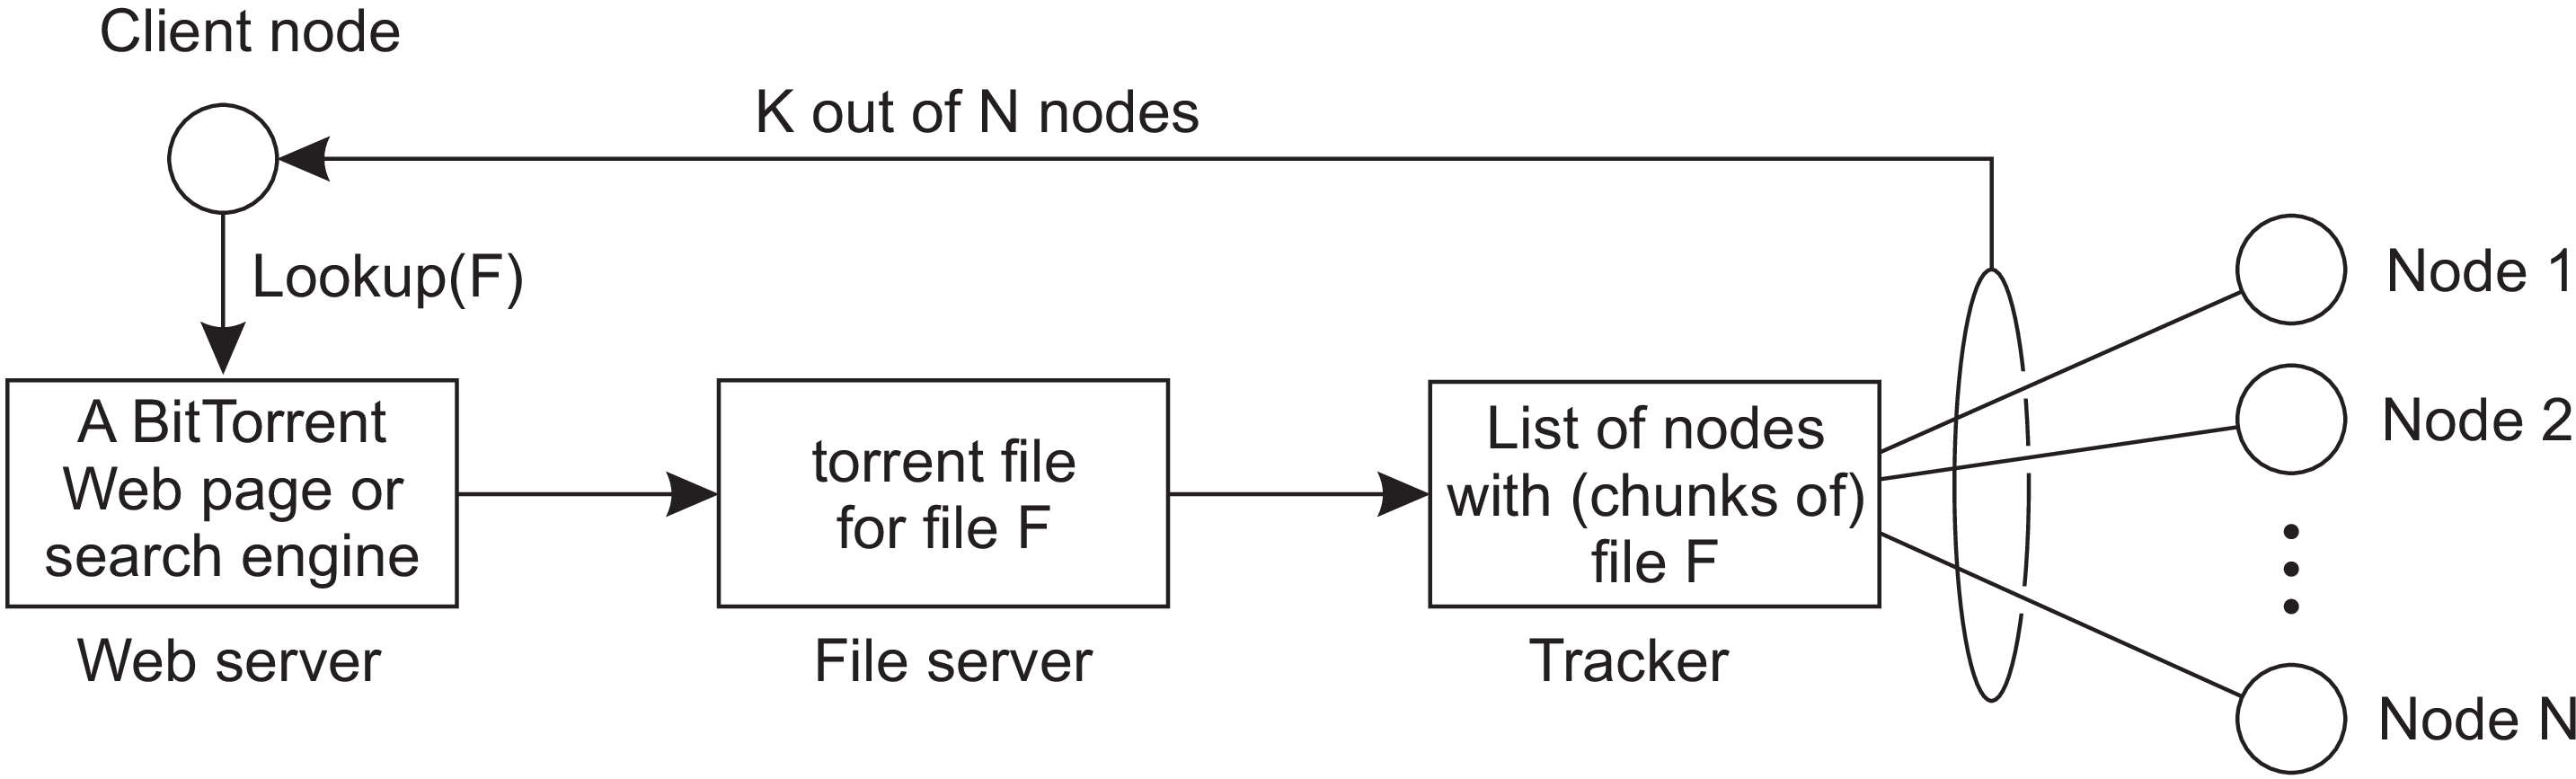 Client node
K out of N nodes
Lookup(F)
Node 1
Node 2
A BitTorrent
Web page or
search engine
torrent file
for file F
List of nodes
with (chunks of)
file F
Web server
File server
Tracker
Node N